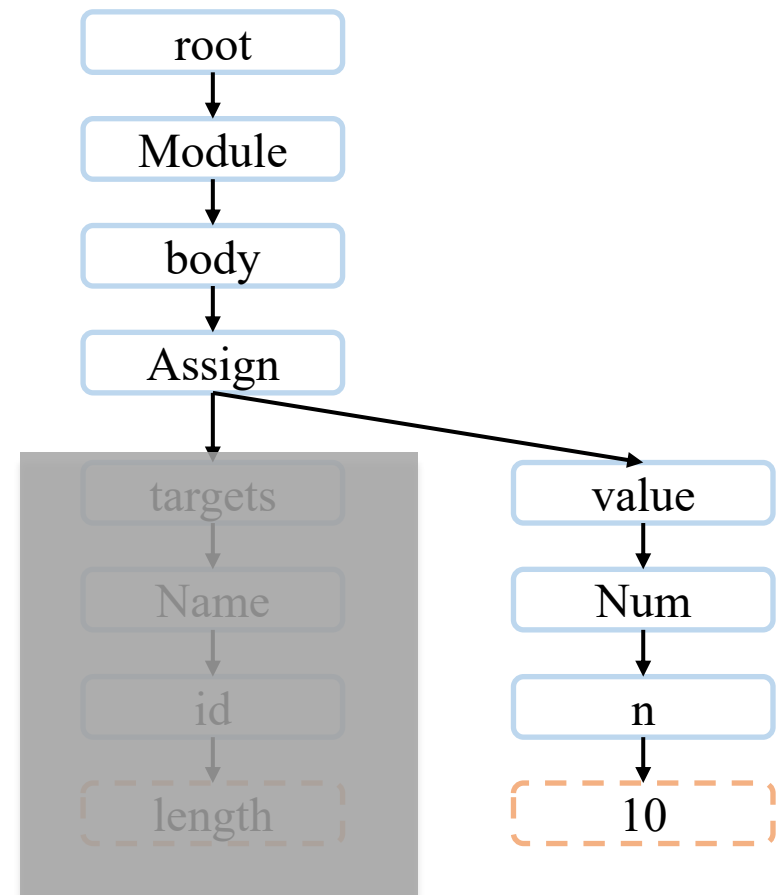 root
Module
body
Assign
targets
value
Name
Num
id
n
length
10